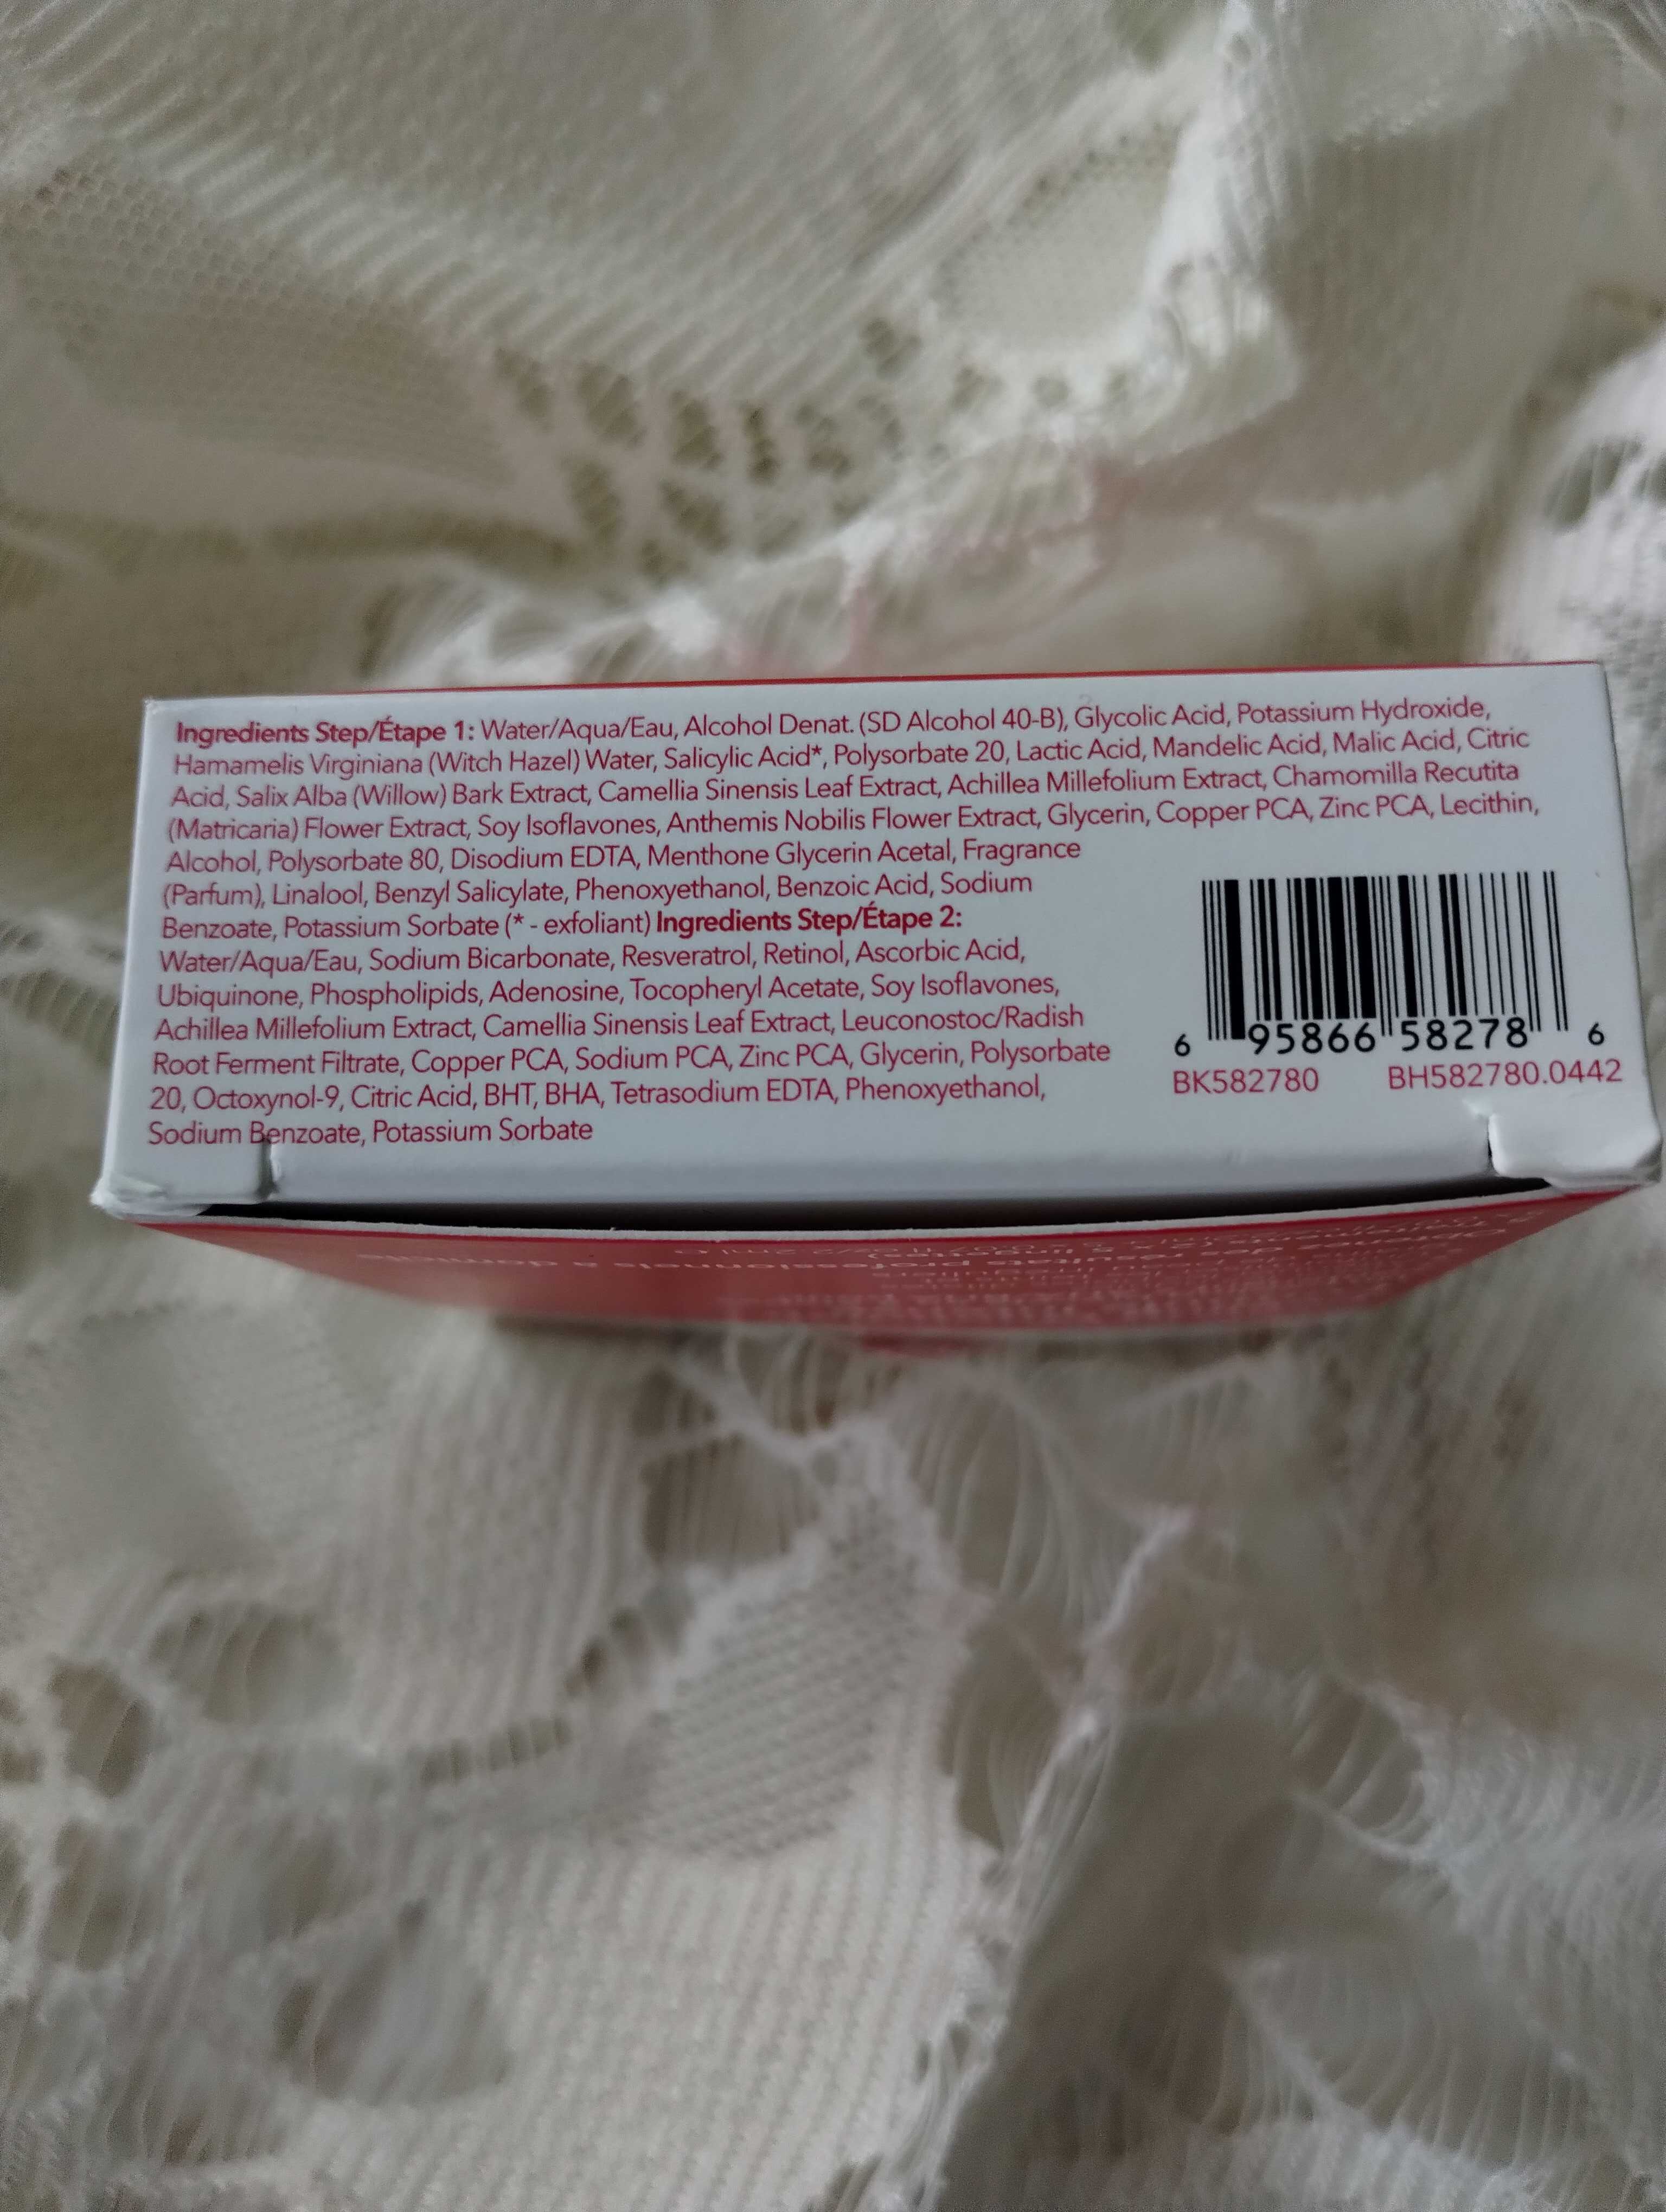 Ingredients Step/Étape 1: Water/Aqua/Eau, Alcohol Denat. (SD Alcohol 40-B), Glycolic Acid, Potassium Hydroxide,
Hamamelis Virginiana (Witch Hazel) Water, Salicylic Acid*, Polysorbate 20, Lactic Acid, Mandelic Acid, Malic Acid, Citric
Acid, Salix Alba (Willow) Bark Extract, Camellia Sinensis Leaf Extract, Achillea Millefolium Extract, Chamomilla Recutita
(Matricaria) Flower Extract, Soy Isoflavones, Anthemis Nobilis Flower Extract, Glycerin, Copper PCA, Zinc PCA, Lecithin,
Alcohol, Polysorbate 80, Disodium EDTA, Menthone Glycerin Acetal, Fragrance
(Parfum), Linalool, Benzyl Salicylate, Phenoxyethanol, Benzoic Acid, Sodium
Benzoate, Potassium Sorbate (* - exfoliant) Ingredients Step/Étape 2:
Water/Aqua/Eau, Sodium Bicarbonate, Resveratrol, Retinol, Ascorbic Acid,
Ubiquinone, Phospholipids, Adenosine, Tocopheryl Acetate, Soy Isoflavones,
Achillea Millefolium Extract, Camellia Sinensis Leaf Extract, Leuconostoc/Radish
Root Ferment Filtrate, Copper PCA, Sodium PCA, Zinc PCA, Glycerin, Polysorbate
20, Octoxynol-9, Citric Acid, BHT, BHA, Tetrasodium EDTA, Phenoxyethanol,
Sodium Benzoate, Potassium Sorbate
6 95866 58278 6
BK582780 BH582780.0442
résultats professionnels à domicile